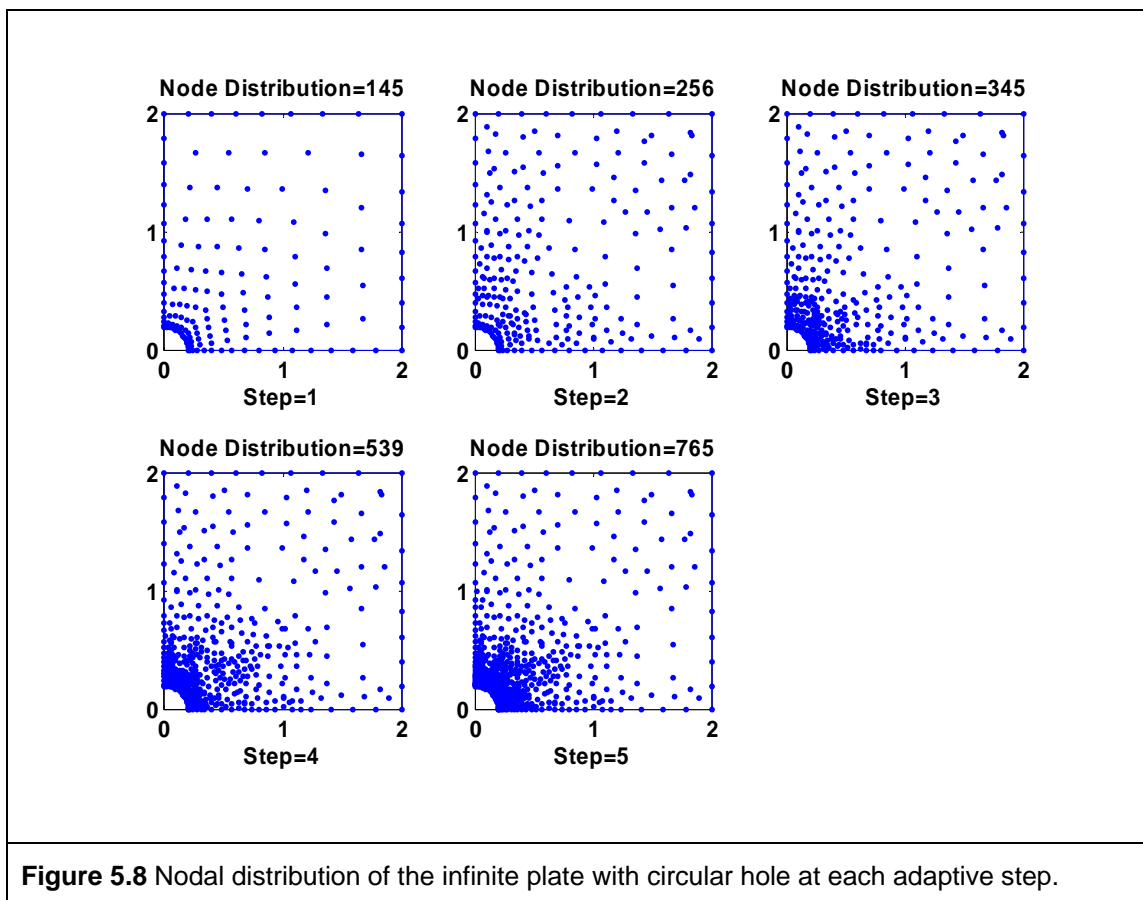 Node Distribution=145
Node Distribution=256
Node Distribution=345
2
1
0
0 1 2
Step=1
2
1
0
0 1 2
Step=2
2
1
0
0 1 2
Step=3
Node Distribution=539
Node Distribution=765
2
1
0
0 1 2
Step=4
2
1
0
0 1 2
Step=5
Figure 5.8 Nodal distribution of the infinite plate with circular hole at each adaptive step.